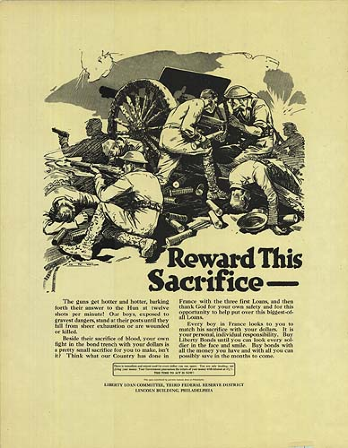 Reward This
Sacrifice—
The guns get hotter and hotter, barking
forth their answer to the Hun at twelve
shots per minute! Our boys, exposed to
gravest dangers, stand at their posts until they
fall from sheer exhaustion or are wounded
or killed.
Beside their sacrifice of blood, your own
fight in the bond trench with your dollars is
a pretty small sacrifice for you to make, isn't
it? Think what our Country has done in
France with the three first Loans, and then
thank God for your own safety and for this
opportunity to help put over this biggest-of-
all Loans.
Every boy in France looks to you to
match his sacrifice with your dollars. It is
your personal, individual responsibility. Buy
Liberty Bonds until you can look every sol-
dier in the face and smile. Buy bonds with
all the money you have and with all you can
possibly save in the months to come.
LIBERTY LOAN COMMITTEE, THIRD FEDERAL RESERVE DISTRICT
LINCOLN BUILDING, PHILADELPHIA